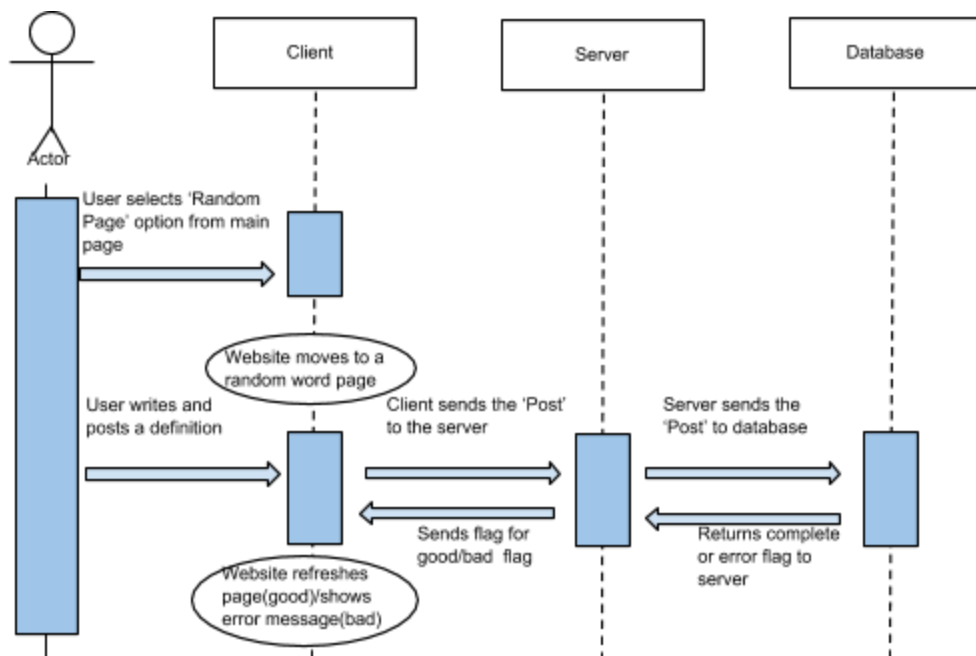 Client
Server
Database
Actor
User selects ‘Random
Page’ option from main
page
Website moves to a
random word page
User writes and
posts a definition
Client sends the ‘Post’
to the server
Server sends the
‘Post’ to database
Sends flag for
good/bad flag
Returns complete
or error flag to
server
Website refreshes
page(good)/shows
error message(bad)